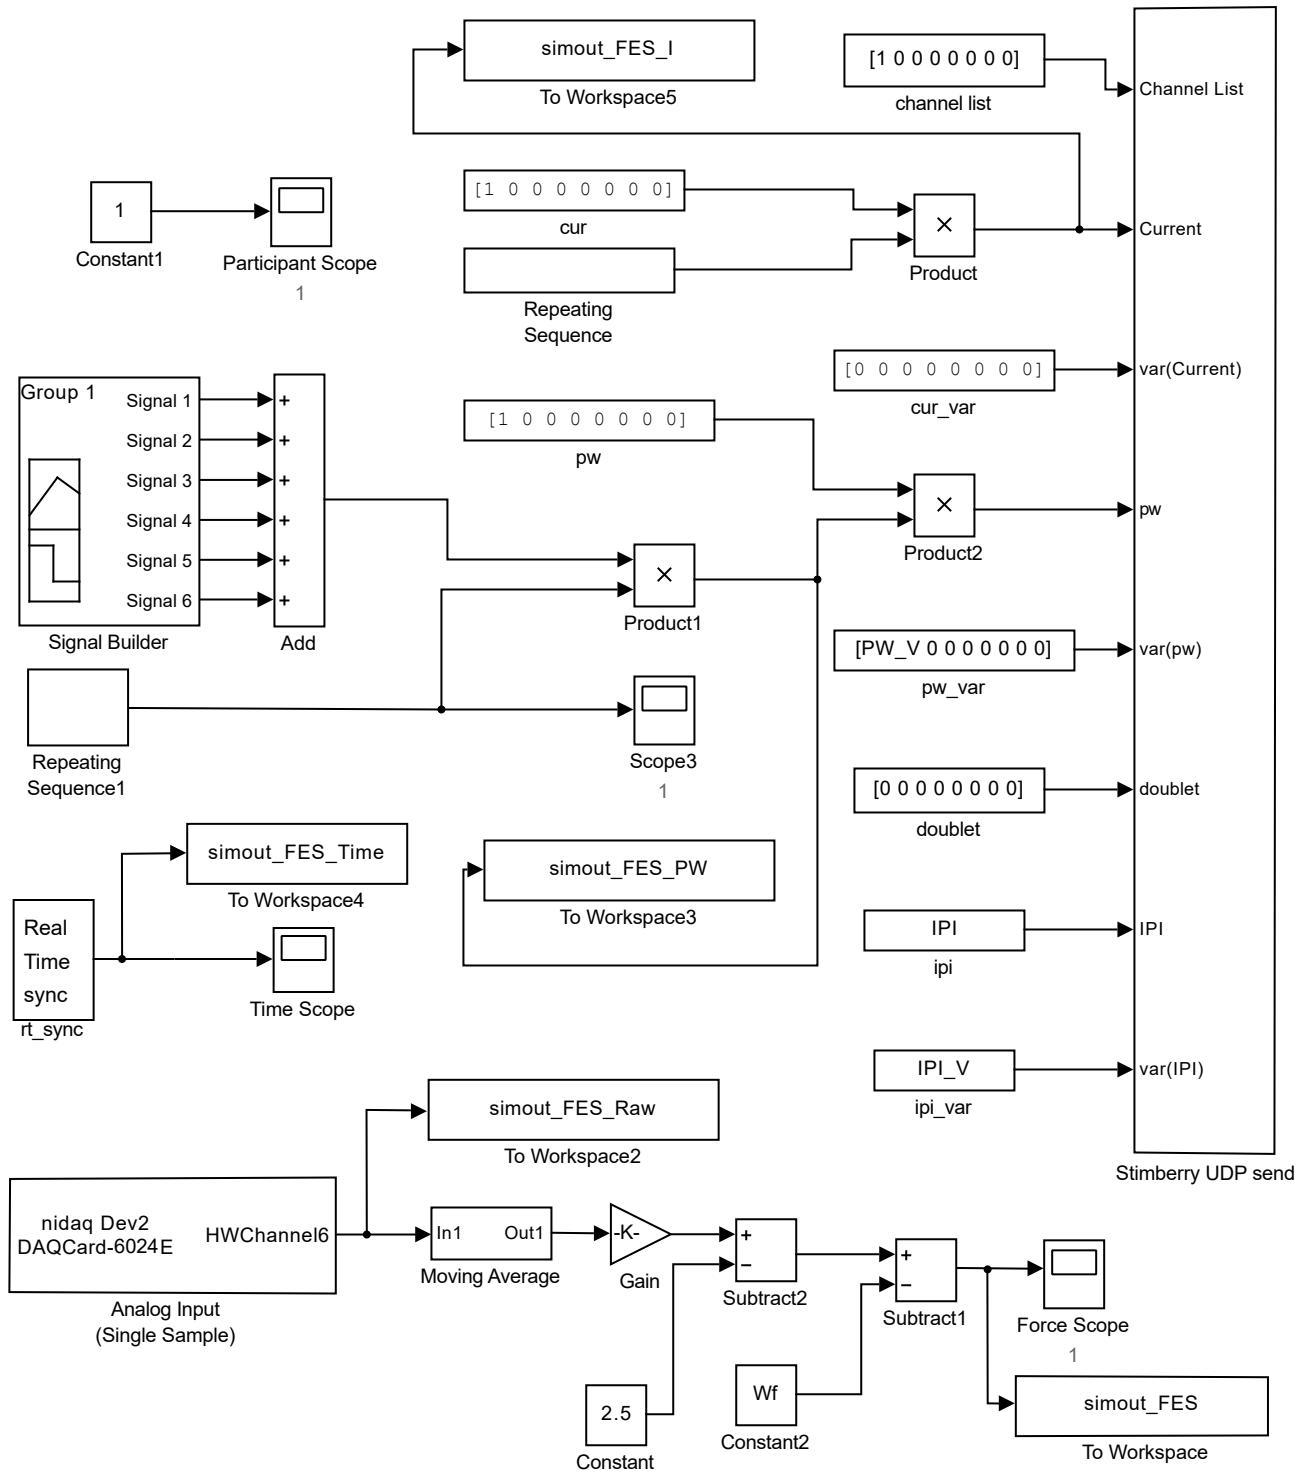 simout_FES_I
To Workspace5
[1 0 0 0 0 0 0 0]
channel list
Channel List
[1 0 0 0 0 0 0 0]
cur
1
Constant1
Participant Scope
1
Repeating
Sequence
×
Product
Current
[0 0 0 0 0 0 0 0]
cur_var
var(Current)
Group 1
Signal 1
Signal 2
Signal 3
Signal 4
Signal 5
Signal 6
Signal Builder
+
+
+
+
+
+
Add
[1 0 0 0 0 0 0 0]
pw
×
Product2
pw
×
Product1
[PW_V 0 0 0 0 0 0 0]
pw_var
var(pw)
Repeating
Sequence1
Scope3
1
[0 0 0 0 0 0 0 0]
doublet
doublet
simout_FES_Time
To Workspace4
simout_FES_PW
To Workspace3
Real
Time
sync
rt_sync
Time Scope
IPI
ipi
IPI
IPI_V
ipi_var
var(IPI)
Stimberry UDP send
simout_FES_Raw
To Workspace2
nidaq Dev2
DAQCard-6024E
HWChannel6
Analog Input
(Single Sample)
In1 Out1
Moving Average
-K-
Gain
+
−
Subtract2
+
−
Subtract1
Force Scope
1
2.5
Constant
Wf
Constant2
simout_FES
To Workspace